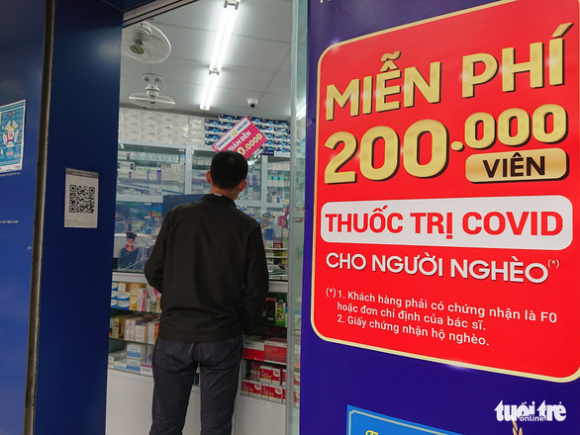 MIỄN PHÍ
200.000
VIÊN
THUỐC TRỊ COVID
CHO NGƯỜI NGHÈO(*)
(*) 1. Khách hàng phải có chứng nhận là F0
hoặc đơn chỉ định của bác sĩ.
2. Giấy chứng nhận hộ nghèo.
tuổi trẻ
online